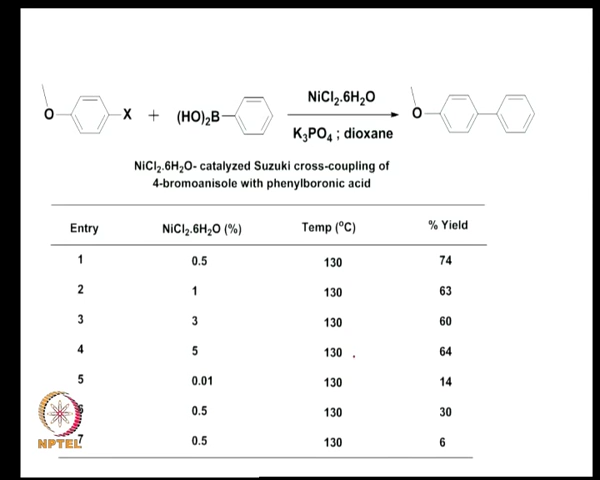 O X + (HO)₂B NiCl₂.6H₂O O
K₃PO₄ ; dioxane
NiCl₂.6H₂O- catalyzed Suzuki cross-coupling of
4-bromoanisole with phenylboronic acid
Entry NiCl₂.6H₂O (%) Temp (°C) % Yield
1 0.5 130 74
2 1 130 63
3 3 130 60
4 5 130 64
5 0.01 130 14
6 0.5 130 30
7 0.5 130 6
NPTEL